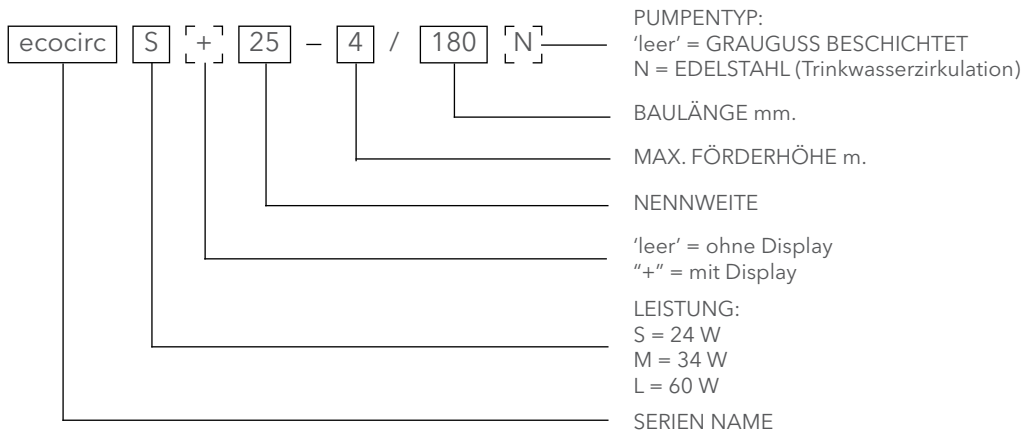 ecocirc S + 25 – 4 / 180 N
PUMPENTYP:
‘leer’ = GRAUGUSS BESCHICHTET
N = EDELSTAHL (Trinkwasserzirkulation)
BAULÄNGE mm.
MAX. FÖRDERHÖHE m.
NENNWEITE
‘leer’ = ohne Display
“+” = mit Display
LEISTUNG:
S = 24 W
M = 34 W
L = 60 W
SERIEN NAME